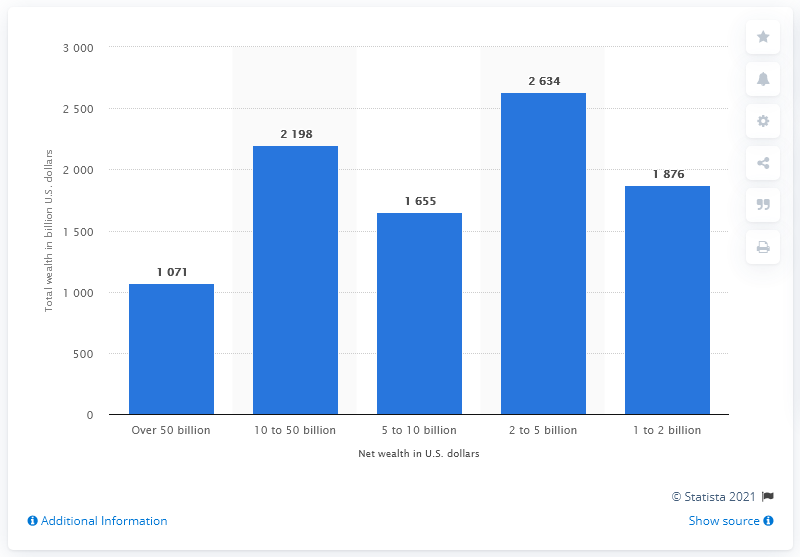 3 000
2 500
2 000
1 500
1 000
500
0
Total wealth in billion U.S. dollars
1 071
2 198
1 655
2 634
1 876
Over 50 billion
10 to 50 billion
5 to 10 billion
2 to 5 billion
1 to 2 billion
Net wealth in U.S. dollars
© Statista 2021
Additional Information
Show source